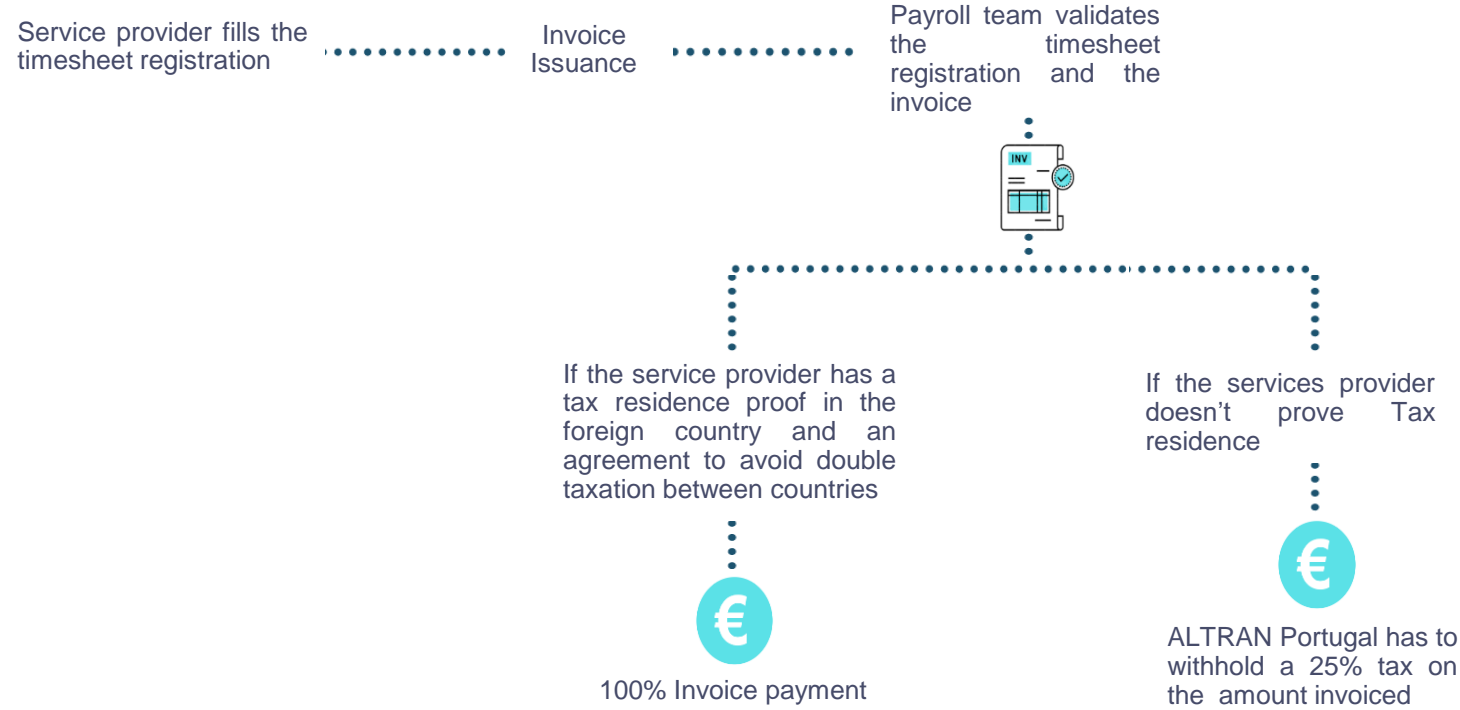 Service provider fills the
timesheet registration
Invoice
Issuance
Payroll team validates
the timesheet
registration and the
invoice
INV
If the service provider has a
tax residence proof in the
foreign country and an
agreement to avoid double
taxation between countries
If the services provider
doesn’t prove Tax
residence
€
€
100% Invoice payment
ALTRAN Portugal has to
withhold a 25% tax on
the amount invoiced